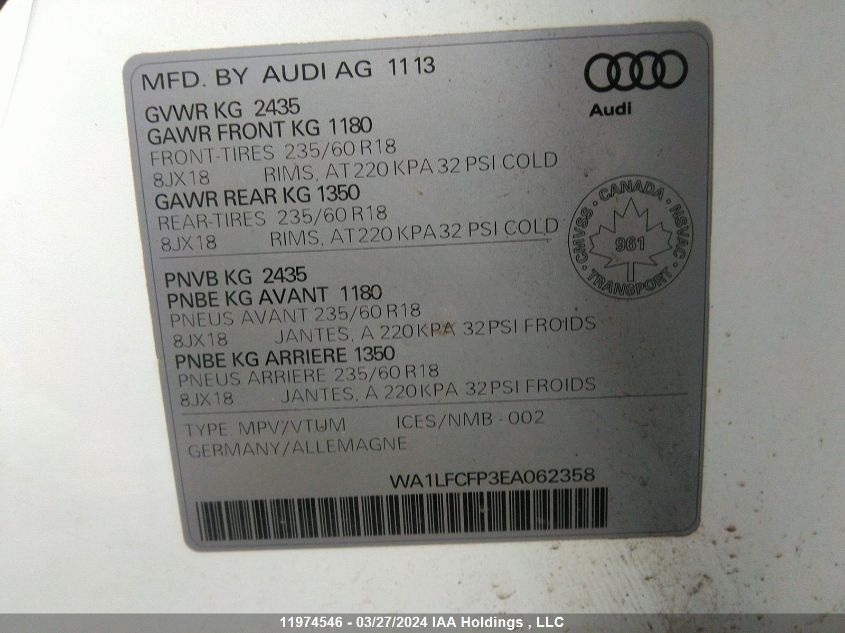 MFD. BY AUDI AG 1113
Audi
GVWR KG 2435
GAWR FRONT KG 1180
FRONT-TIRES 235/60 R18
8JX18 RIMS, AT 220 KPA 32 PSI COLD
GAWR REAR KG 1350
REAR-TIRES 235/60 R18
8JX18 RIMS, AT 220 KPA 32 PSI COLD
CANADA
CMVSS · NSVAC
961
TRANSPORT
PNVB KG 2435
PNBE KG AVANT 1180
PNEUS AVANT 235/60 R18
8JX18 JANTES, A 220 KPA 32 PSI FROIDS
PNBE KG ARRIERE 1350
PNEUS ARRIERE 235/60 R18
8JX18 JANTES, A 220 KPA 32 PSI FROIDS
TYPE MPV/VTUM ICES/NMB - 002
GERMANY/ALLEMAGNE
WA1LFCFP3EA062358
11974546 - 03/27/2024 IAA Holdings , LLC